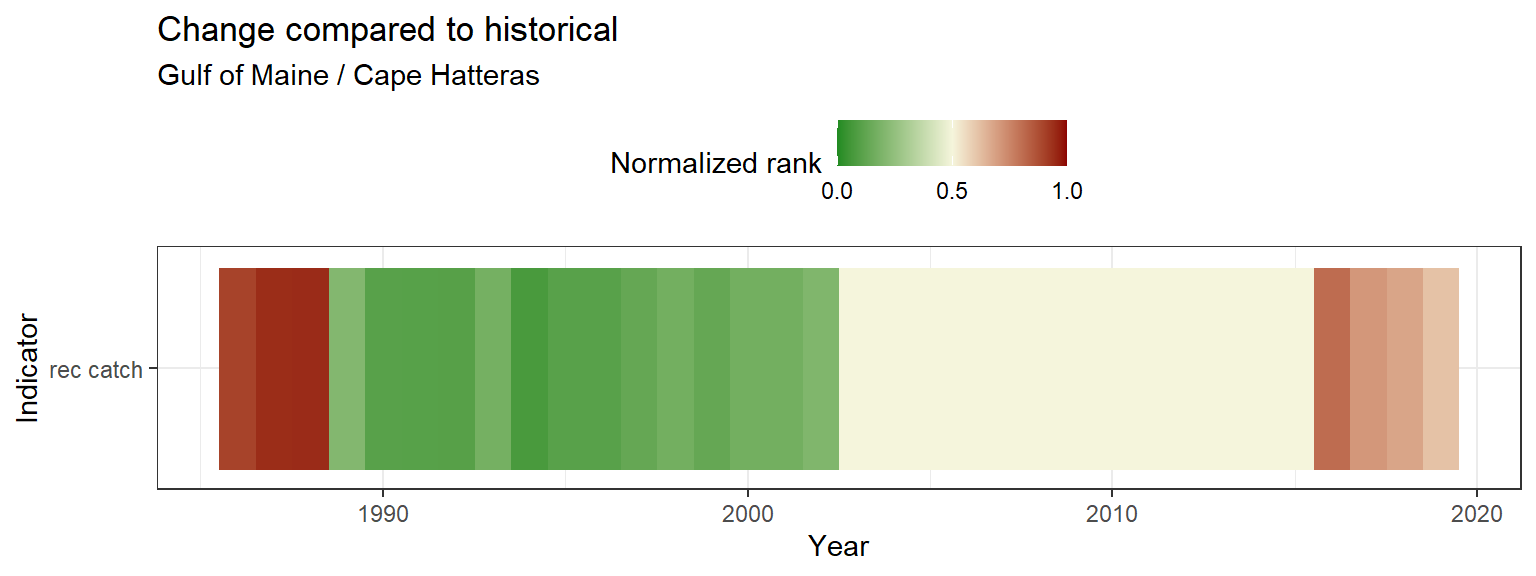 Change compared to historical
Gulf of Maine / Cape Hatteras
Normalized rank
0.0 0.5 1.0
Indicator
rec catch
1990 2000 2010 2020
Year